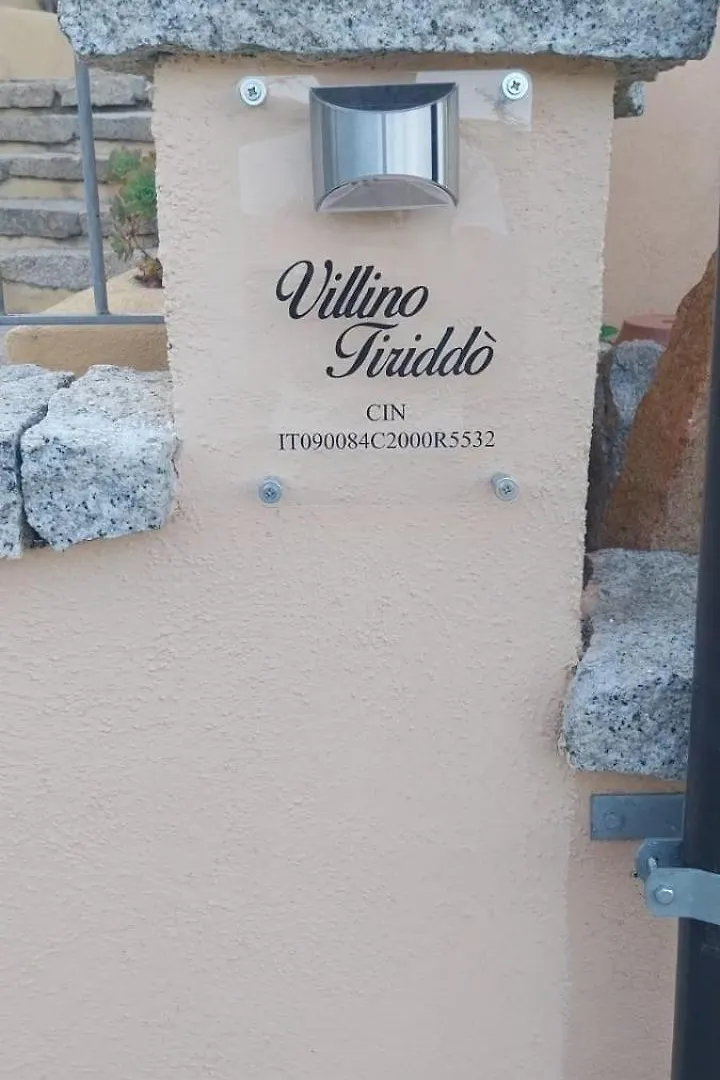 Villino
Tiriddò
CIN
IT090084C2000R5532